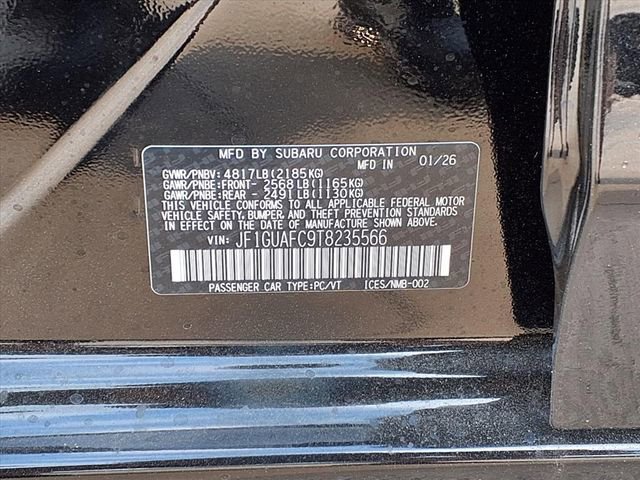 MFD BY SUBARU CORPORATION
MFD IN 01/26
GVWR/PNBV: 4817LB(2185KG)
GAWR/PNBE:FRONT- 2568LB(1165KG)
GAWR/PNBE:REAR - 2491LB(1130KG)
THIS VEHICLE CONFORMS TO ALL APPLICABLE FEDERAL MOTOR
VEHICLE SAFETY, BUMPER, AND THEFT PREVENTION STANDARDS
IN EFFECT ON THE DATE OF MANUFACTURE SHOWN ABOVE.
VIN: JF1GUAFC9T8235566
PASSENGER CAR TYPE:PC/VT ICES/NMB-002